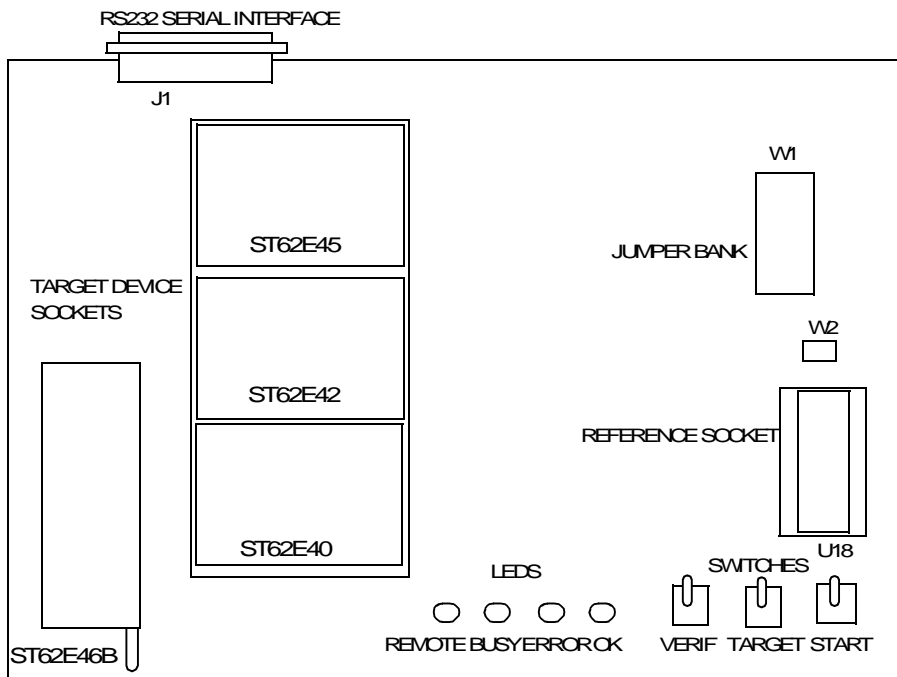 RS232 SERIAL INTERFACE
J1
W1
ST62E45
JUMPER BANK
TARGET DEVICE
SOCKETS
W2
ST62E42
REFERENCE SOCKET
ST62E40
U18
LEDS
SWITCHES
REMOTE BUSY ERROR OK
VERIF TARGET START
ST62E46B